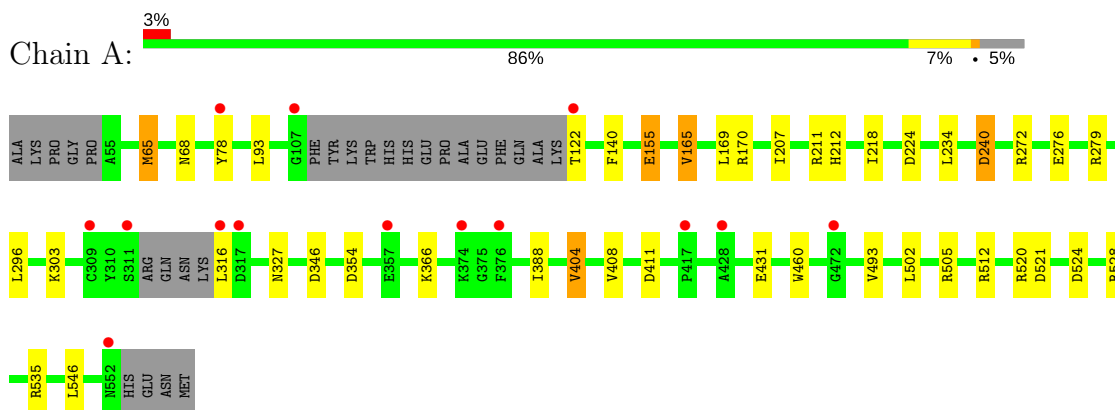 3%
Chain A:
86% 7% • 5%
ALA LYS PRO GLY PRO A55 M65 N68 Y78 L93 G107 PHE TYR LYS TRP HIS HIS GLU PRO ALA GLU PHE GLN ALA LYS T122 F140 E155 V165 L169 R170 I207 R211 H212 I218 D224 L234 D240 R272 E276 R279
L296 K303 C309 Y310 S311 ARG GLN ASN LYS L316 D317 N327 D346 D354 E357 K366 K374 G375 F376 I388 V404 V408 D411 P417 A428 E431 W460 G472 V493 L502 R505 R512 R520 D521 D524 R528
R535 L546 N552 HIS GLU ASN MET